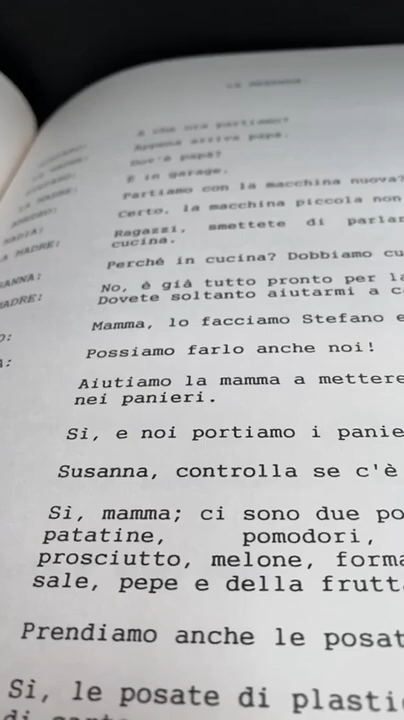 A che ora partiamo?
Appena arriva papà.
Dov'è papà?
È in garage.
Partiamo con la macchina nuova?
Certo, la macchina piccola non
NADIA: Ragazzi, smettete di parlar
A MADRE: cucina.
Perché in cucina? Dobbiamo cu
SANNA: No, è già tutto pronto per la
MADRE: Dovete soltanto aiutarmi a c
O: Mamma, lo facciamo Stefano e
A: Possiamo farlo anche noi!
Aiutiamo la mamma a mettere
nei panieri.
Si, e noi portiamo i panie
Susanna, controlla se c'è
Si, mamma; ci sono due po
patatine, pomodori,
prosciutto, melone, forma
sale, pepe e della frutt
Prendiamo anche le posat
Sì, le posate di plasti